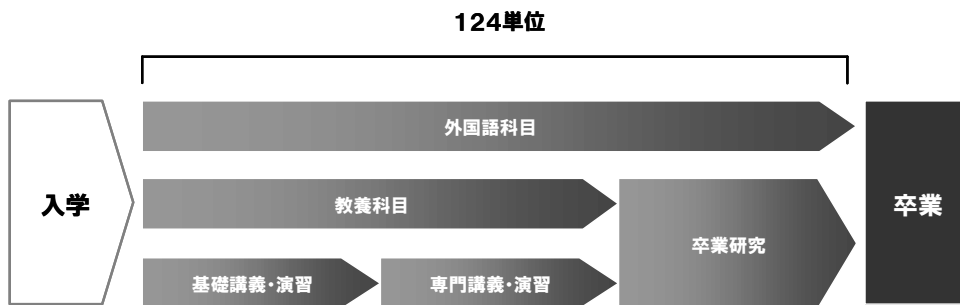 124単位
外国語科目
入学
教養科目
卒業研究
卒業
基礎講義・演習
専門講義・演習